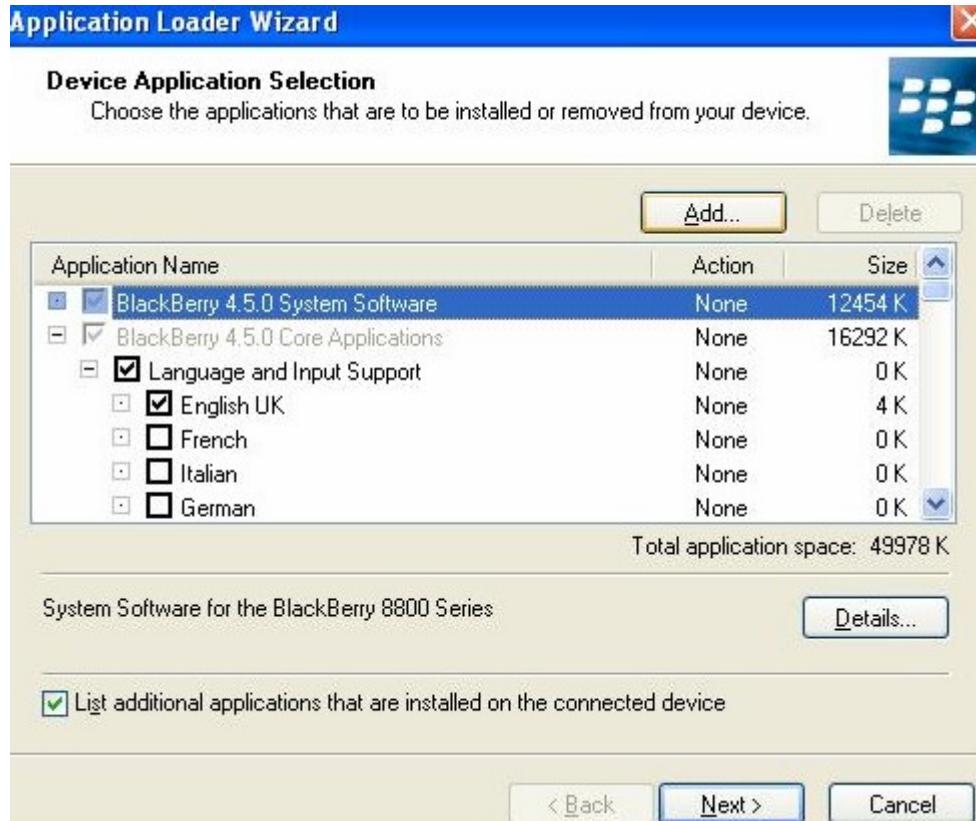 Application Loader Wizard
Device Application Selection
Choose the applications that are to be installed or removed from your device.
Add... Delete
Application Name Action Size
BlackBerry 4.5.0 System Software None 12454 K
BlackBerry 4.5.0 Core Applications None 16292 K
Language and Input Support None 0 K
English UK None 4 K
French None 0 K
Italian None 0 K
German None 0 K
Total application space: 49978 K
System Software for the BlackBerry 8800 Series
Details...
List additional applications that are installed on the connected device
< Back Next > Cancel